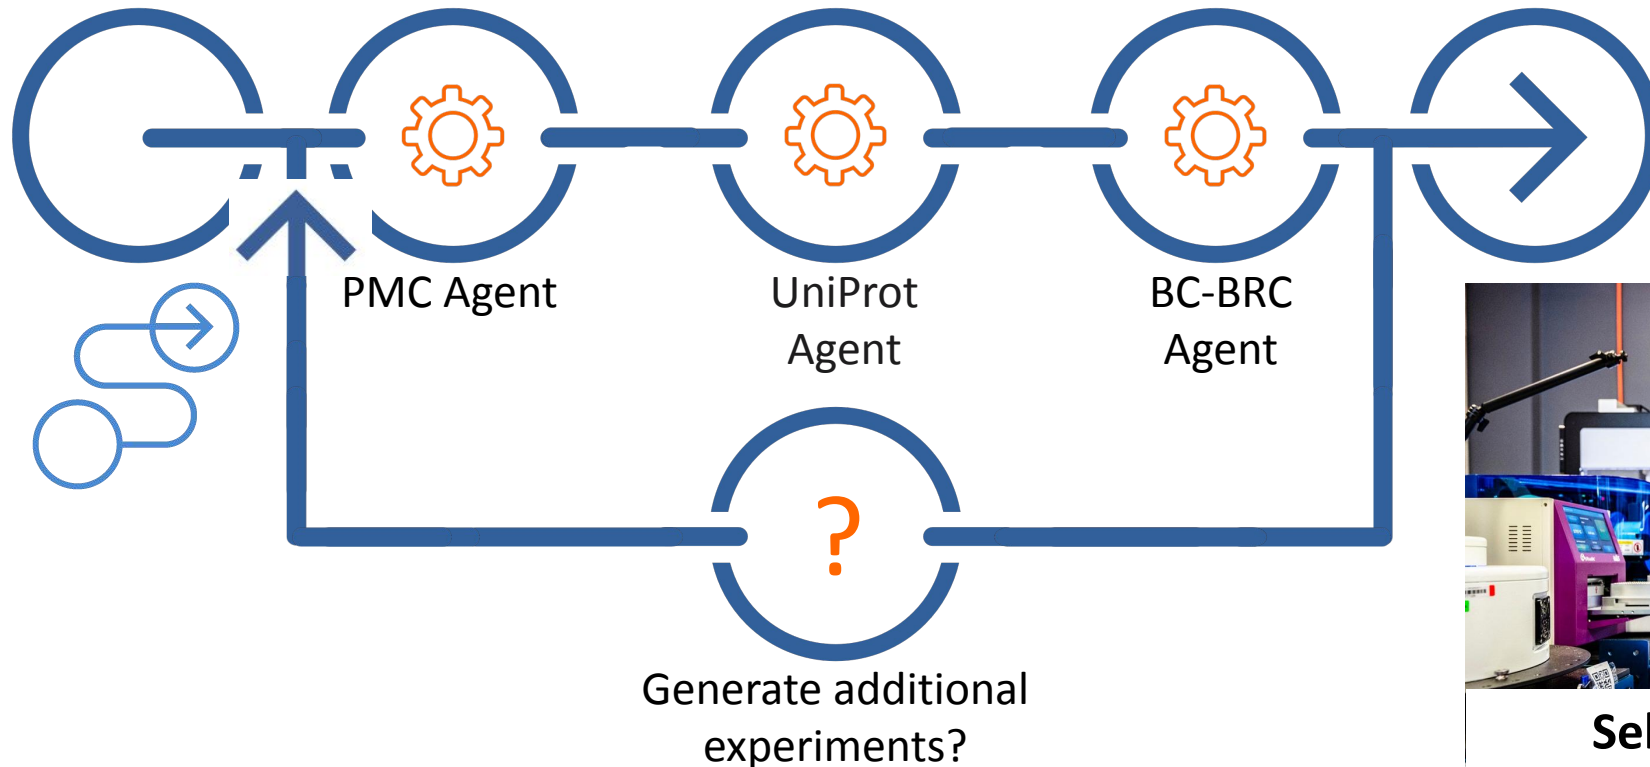 PMC Agent
UniProt
Agent
BC-BRC
Agent
?
Generate additional
experiments?